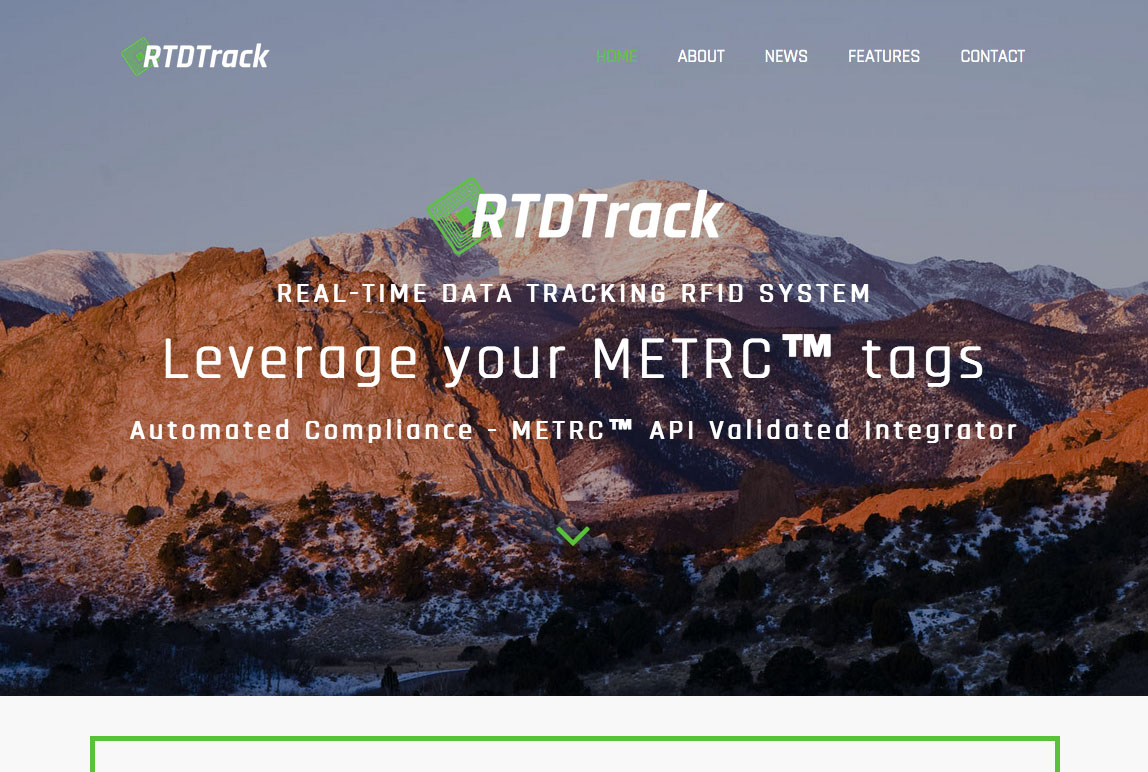 RTDTrack
HOME ABOUT NEWS FEATURES CONTACT
RTDTrack
REAL-TIME DATA TRACKING RFID SYSTEM
Leverage your METRC™ tags
Automated Compliance - METRC™ API Validated Integrator